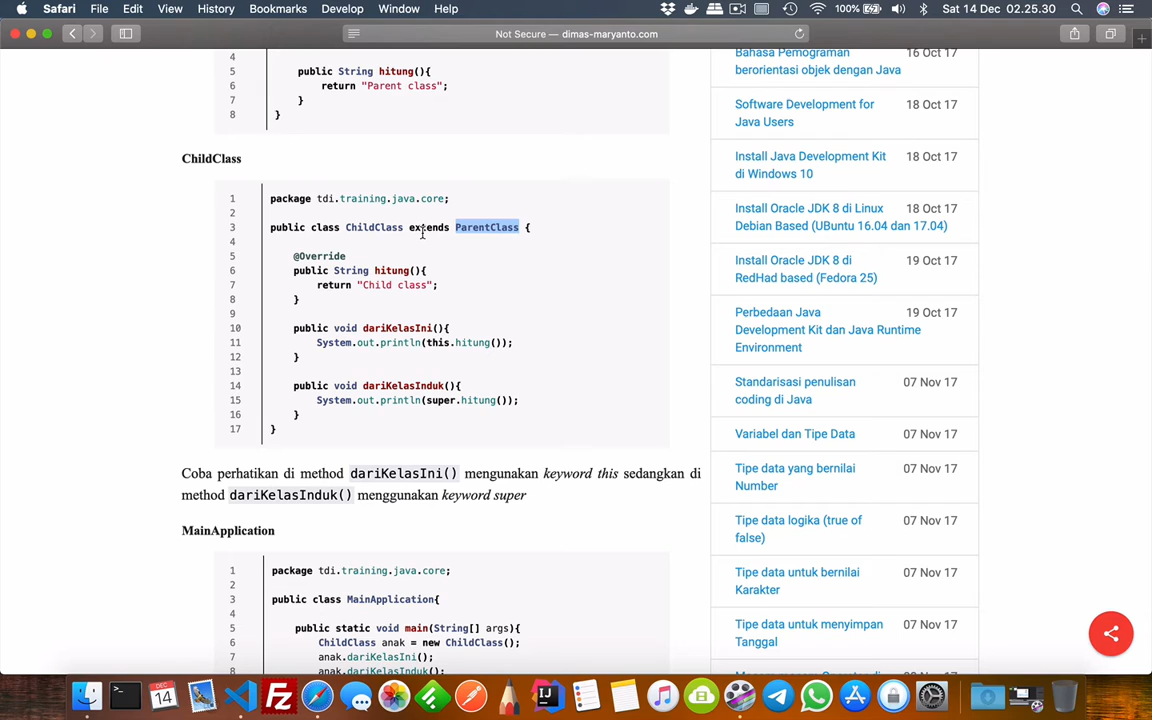 Safari File Edit View History Bookmarks Develop Window Help 100% Sat 14 Dec 02.25.30
Not Secure — dimas-maryanto.com
4
5 public String hitung(){
6 return "Parent class";
7 }
8 }
ChildClass
1 package tdi.training.java.core;
2
3 public class ChildClass extends ParentClass {
4
5 @Override
6 public String hitung(){
7 return "Child class";
8 }
9
10 public void dariKelasIni(){
11 System.out.println(this.hitung());
12 }
13
14 public void dariKelasInduk(){
15 System.out.println(super.hitung());
16 }
17 }
Coba perhatikan di method dariKelasIni() mengunakan keyword this sedangkan di
method dariKelasInduk() menggunakan keyword super
MainApplication
1 package tdi.training.java.core;
2
3 public class MainApplication{
4
5 public static void main(String[] args){
6 ChildClass anak = new ChildClass();
7 anak.dariKelasIni();
8 anak.dariKelasInduk();
Bahasa Pemograman 16 Oct 17
berorientasi objek dengan Java
Software Development for 18 Oct 17
Java Users
Install Java Development Kit 18 Oct 17
di Windows 10
Install Oracle JDK 8 di Linux 18 Oct 17
Debian Based (UBuntu 16.04 dan 17.04)
Install Oracle JDK 8 di 19 Oct 17
RedHad based (Fedora 25)
Perbedaan Java 19 Oct 17
Development Kit dan Java Runtime
Environment
Standarisasi penulisan 07 Nov 17
coding di Java
Variabel dan Tipe Data 07 Nov 17
Tipe data yang bernilai 07 Nov 17
Number
Tipe data logika (true of 07 Nov 17
false)
Tipe data untuk bernilai 07 Nov 17
Karakter
Tipe data untuk menyimpan 07 Nov 17
Tanggal